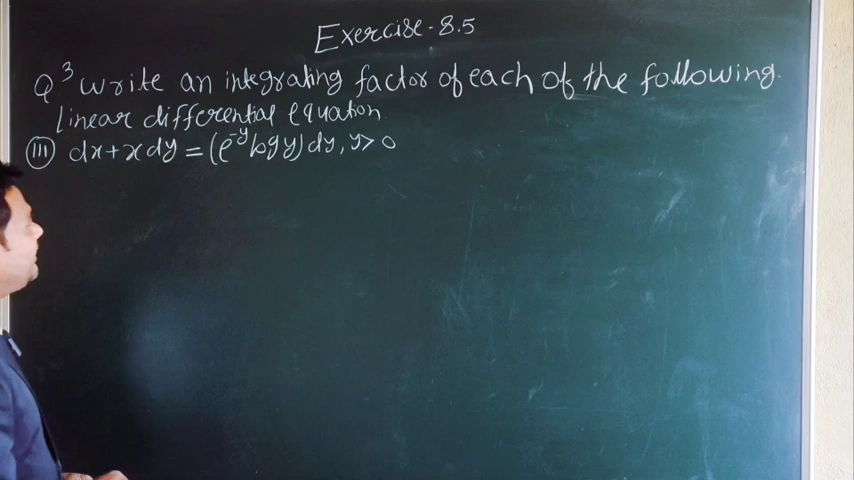 Exercise-8.5
Q3 write an integrating factor of each of the following.
linear differential equation
(iii) dx+xdy=(e^-y log y)dy, y>0